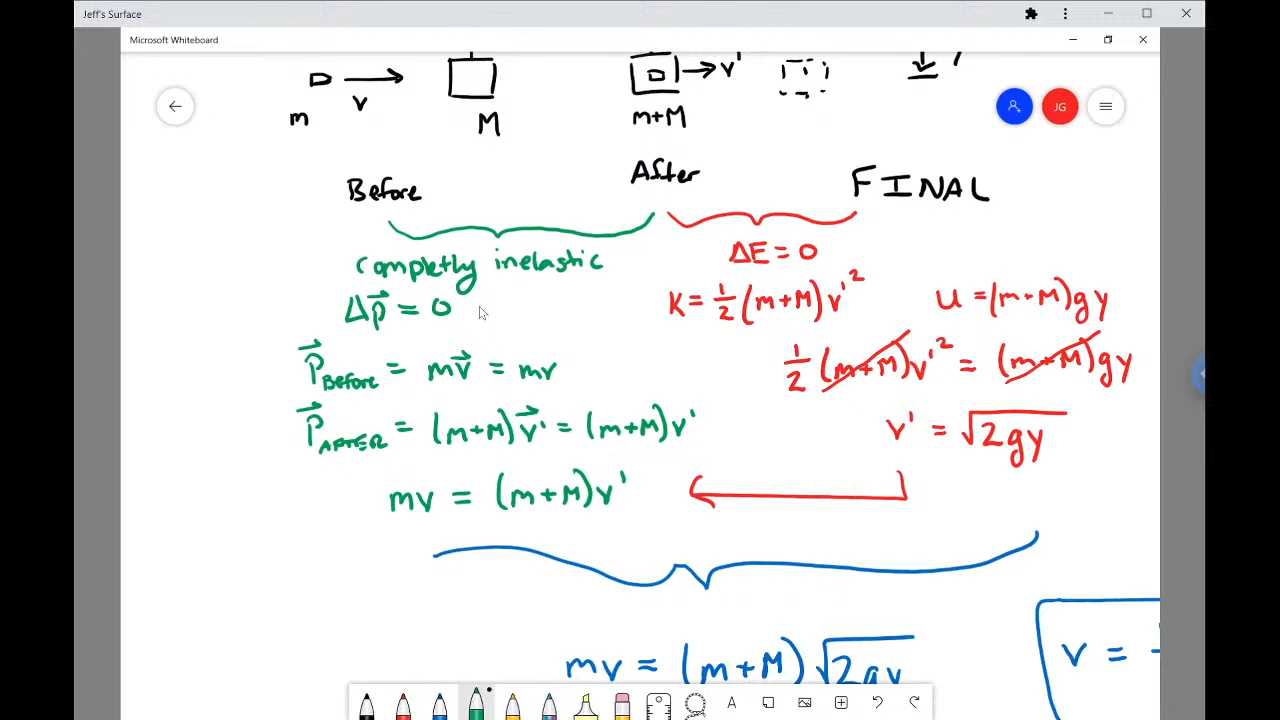 Jeff's Surface
Microsoft Whiteboard
m v M
m+M v'
Before After FINAL
completly inelastic
Δp⃗ = 0
P⃗BEFORE = mv⃗ = mv
P⃗AFTER = (m+M)v⃗' = (m+M)v'
mv = (m+M)v'
ΔE = 0
K = 1/2 (m+M)v'² U = (m+M)gy
1/2 (m+M)v'² = (m+M)gy
v' = √2gy
mv = (m+M)√2gy
v =
JG
A